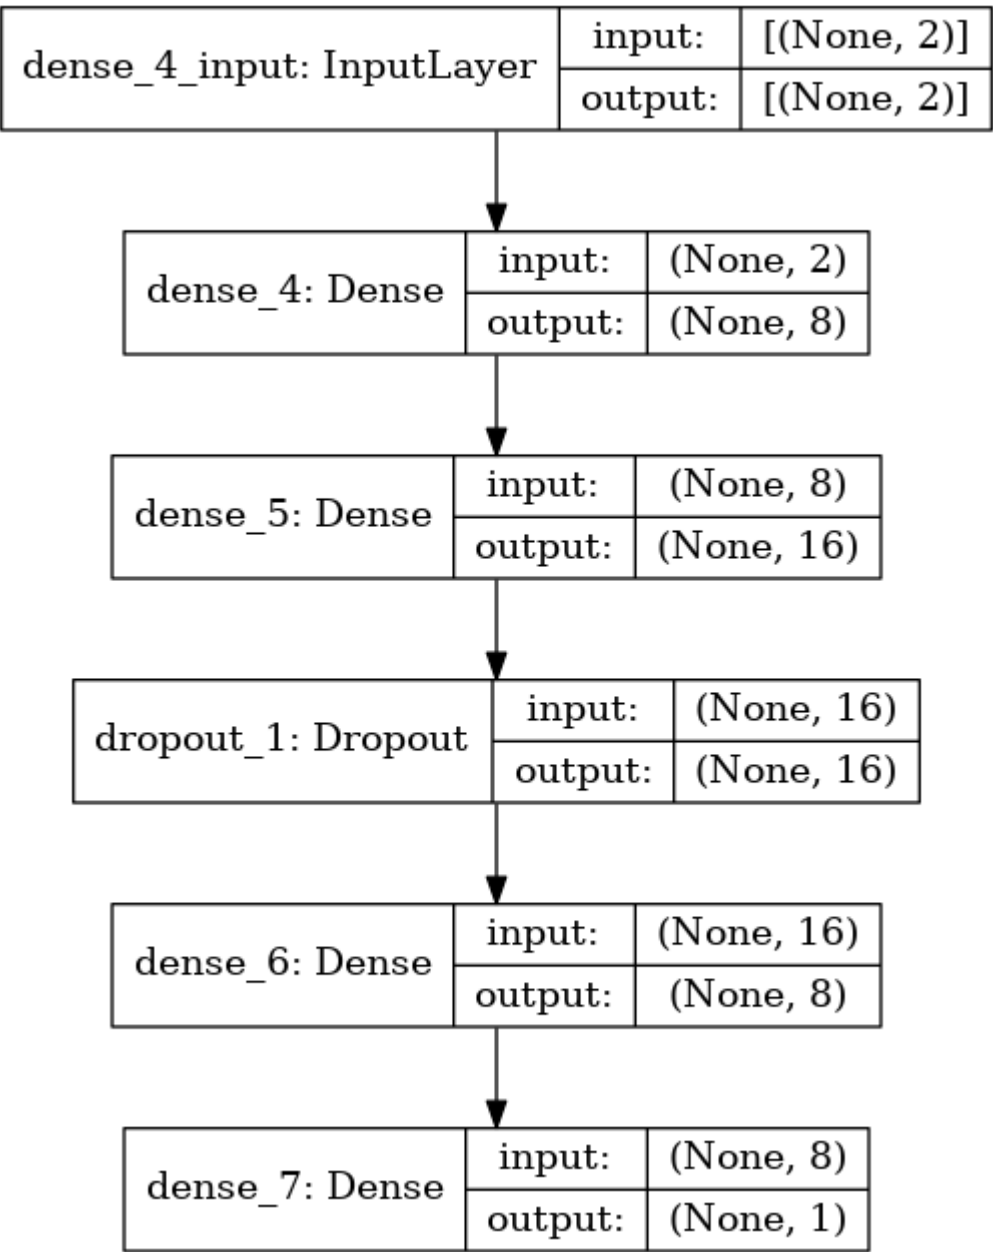 dense_4_input: InputLayer
input: [(None, 2)]
output: [(None, 2)]
dense_4: Dense
input: (None, 2)
output: (None, 8)
dense_5: Dense
input: (None, 8)
output: (None, 16)
dropout_1: Dropout
input: (None, 16)
output: (None, 16)
dense_6: Dense
input: (None, 16)
output: (None, 8)
dense_7: Dense
input: (None, 8)
output: (None, 1)